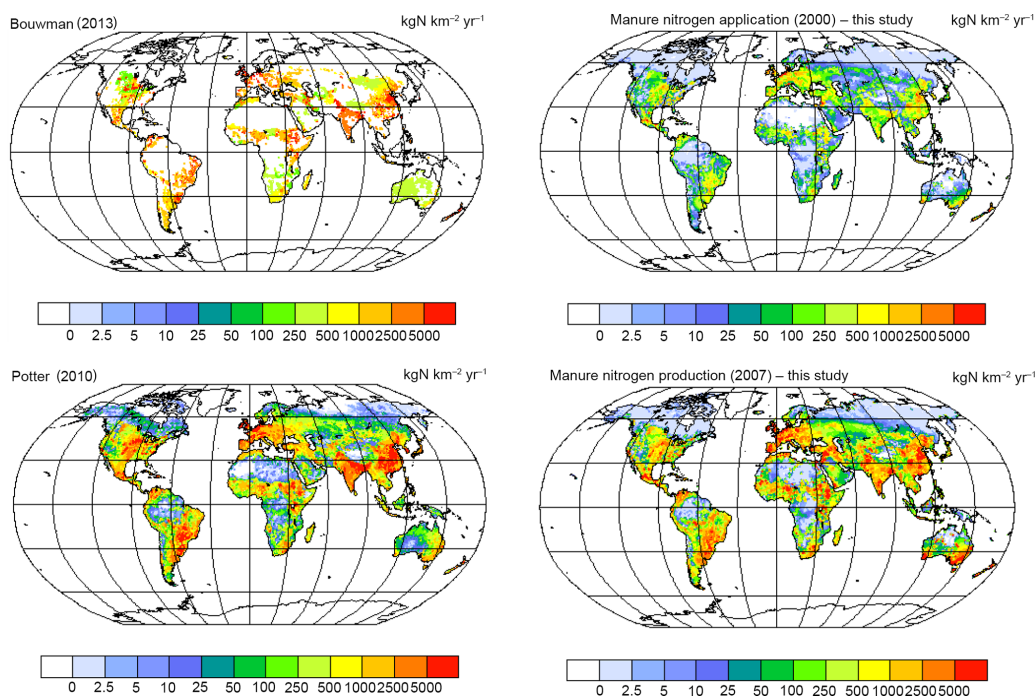 Bouwman (2013) kgN km⁻² yr⁻¹
0 2.5 5 10 25 50 100 250 500 1000 2500 5000
Manure nitrogen application (2000) – this study kgN km⁻² yr⁻¹
0 2.5 5 10 25 50 100 250 500 1000 2500 5000
Potter (2010) kgN km⁻² yr⁻¹
0 2.5 5 10 25 50 100 250 500 1000 2500 5000
Manure nitrogen production (2007) – this study kgN km⁻² yr⁻¹
0 2.5 5 10 25 50 100 250 500 1000 2500 5000